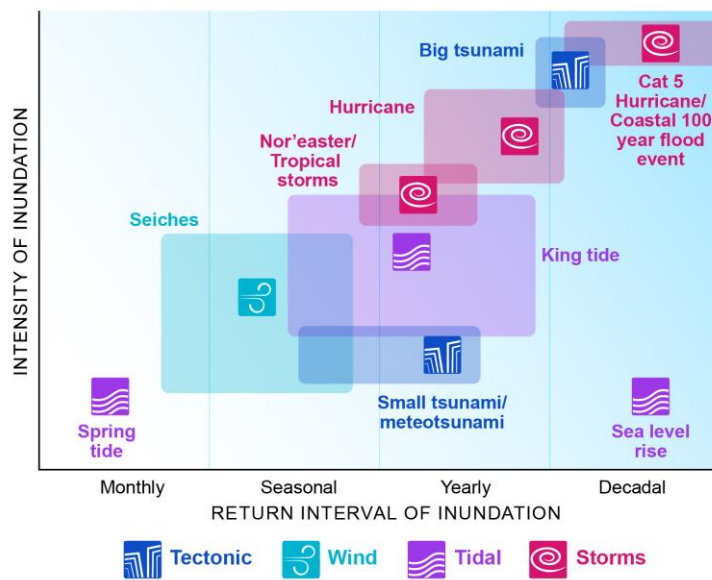 Big tsunami
Cat 5
Hurricane/
Coastal 100
year flood
event
Hurricane
Nor'easter/
Tropical
storms
Seiches
King tide
Small tsunami/
meteotsunami
Spring
tide
Sea level
rise
INTENSITY OF INUNDATION
Monthly
Seasonal
Yearly
Decadal
RETURN INTERVAL OF INUNDATION
Tectonic
Wind
Tidal
Storms